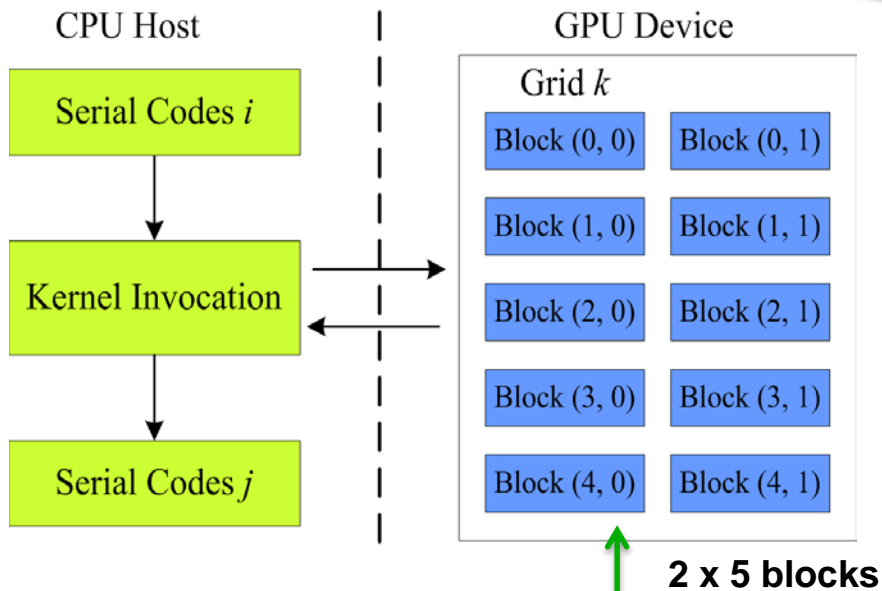 CPU Host
GPU Device
Serial Codes i
Kernel Invocation
Serial Codes j
Grid k
Block (0, 0) Block (0, 1)
Block (1, 0) Block (1, 1)
Block (2, 0) Block (2, 1)
Block (3, 0) Block (3, 1)
Block (4, 0) Block (4, 1)
2 x 5 blocks